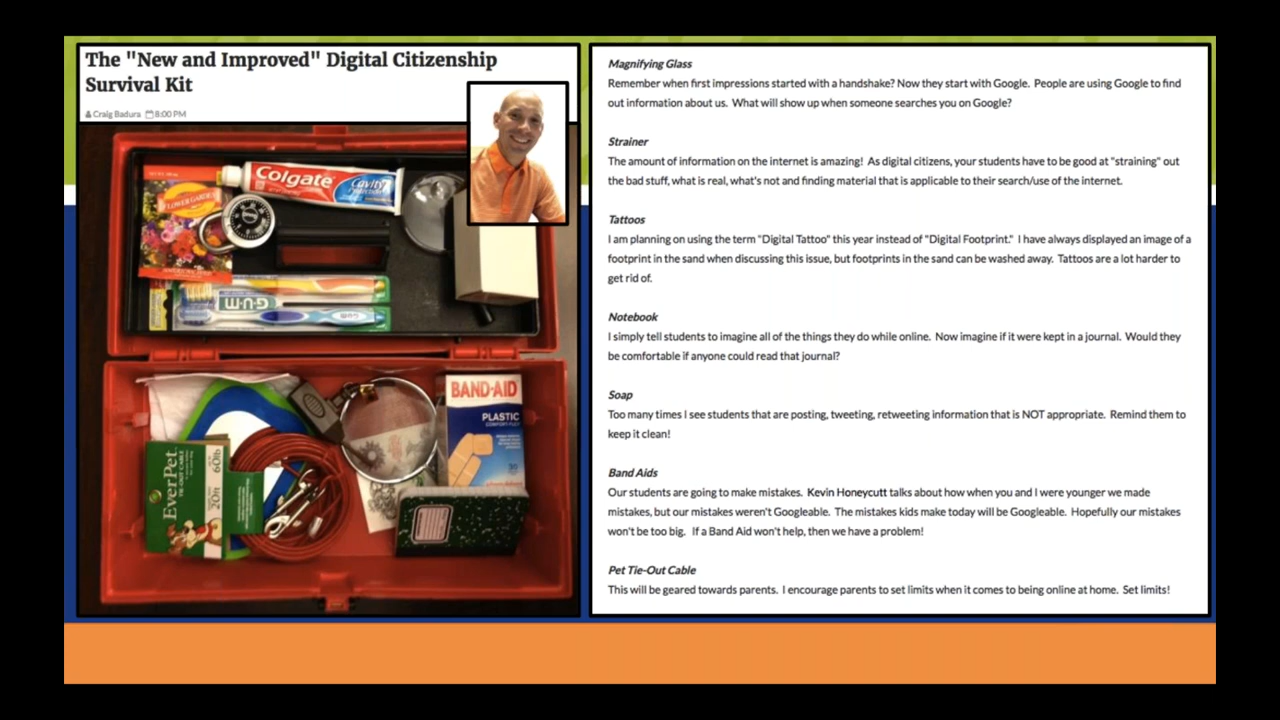 The "New and Improved" Digital Citizenship
Survival Kit
Craig Badura 8:00 PM
Colgate
Cavity
Protection
FLOWER GARDEN
GUM
BAND-AID
PLASTIC
COMFORT-FLEX
30
EverPet
TIE-OUT CABLE
20ft
60lb
Magnifying Glass
Remember when first impressions started with a handshake? Now they start with Google. People are using Google to find
out information about us. What will show up when someone searches you on Google?
Strainer
The amount of information on the internet is amazing! As digital citizens, your students have to be good at "straining" out
the bad stuff, what is real, what's not and finding material that is applicable to their search/use of the internet.
Tattoos
I am planning on using the term "Digital Tattoo" this year instead of "Digital Footprint." I have always displayed an image of a
footprint in the sand when discussing this issue, but footprints in the sand can be washed away. Tattoos are a lot harder to
get rid of.
Notebook
I simply tell students to imagine all of the things they do while online. Now imagine if it were kept in a journal. Would they
be comfortable if anyone could read that journal?
Soap
Too many times I see students that are posting, tweeting, retweeting information that is NOT appropriate. Remind them to
keep it clean!
Band Aids
Our students are going to make mistakes. Kevin Honeycutt talks about how when you and I were younger we made
mistakes, but our mistakes weren't Googleable. The mistakes kids make today will be Googleable. Hopefully our mistakes
won't be too big. If a Band Aid won't help, then we have a problem!
Pet Tie-Out Cable
This will be geared towards parents. I encourage parents to set limits when it comes to being online at home. Set limits!